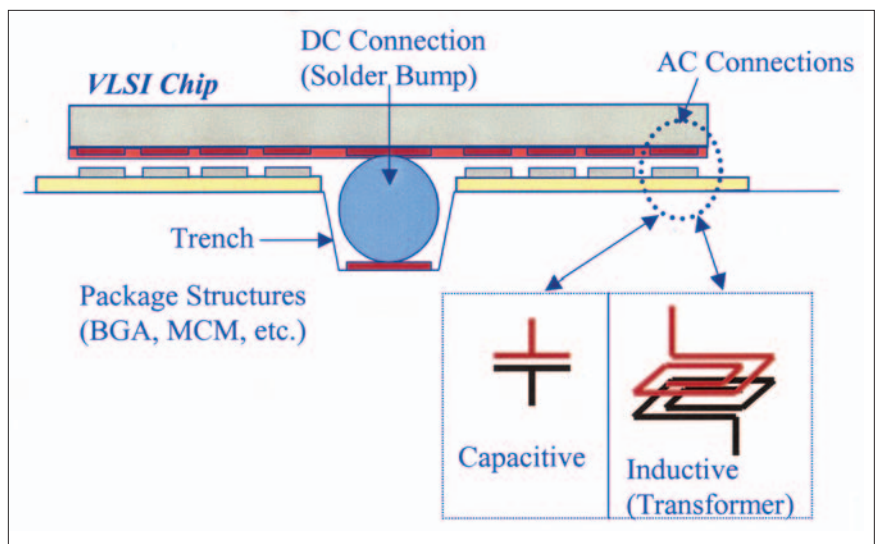 DC Connection
(Solder Bump)
AC Connections
VLSI Chip
Trench
Package Structures
(BGA, MCM, etc.)
Capacitive
Inductive
(Transformer)